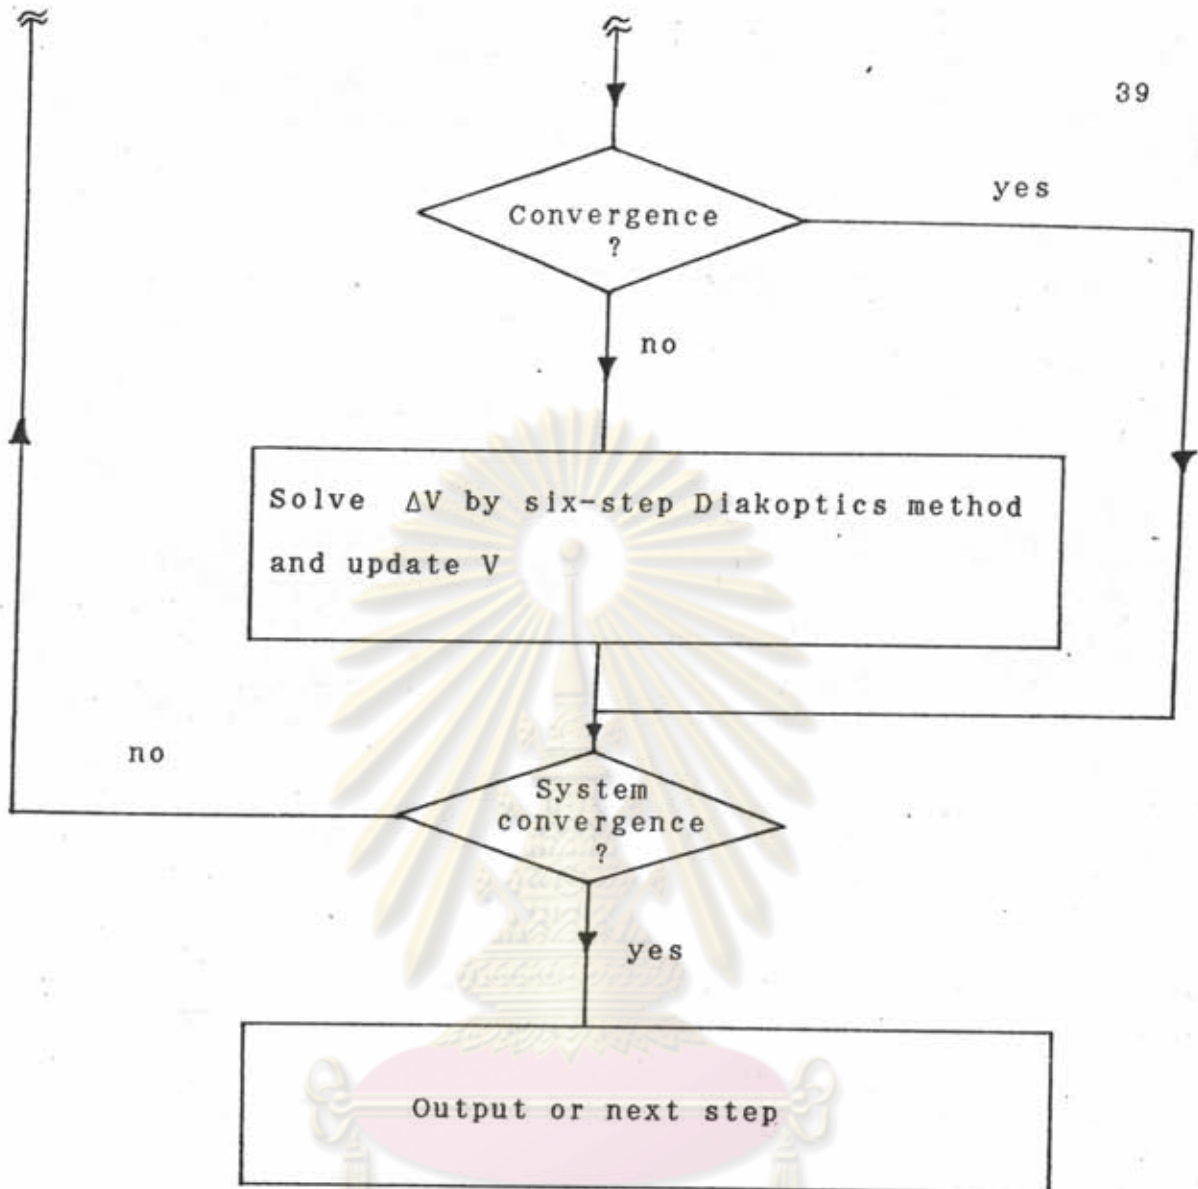 39
Convergence
?
yes
no
Solve ΔV by six-step Diakoptics method
and update V
no
System
convergence
?
yes
Output or next step